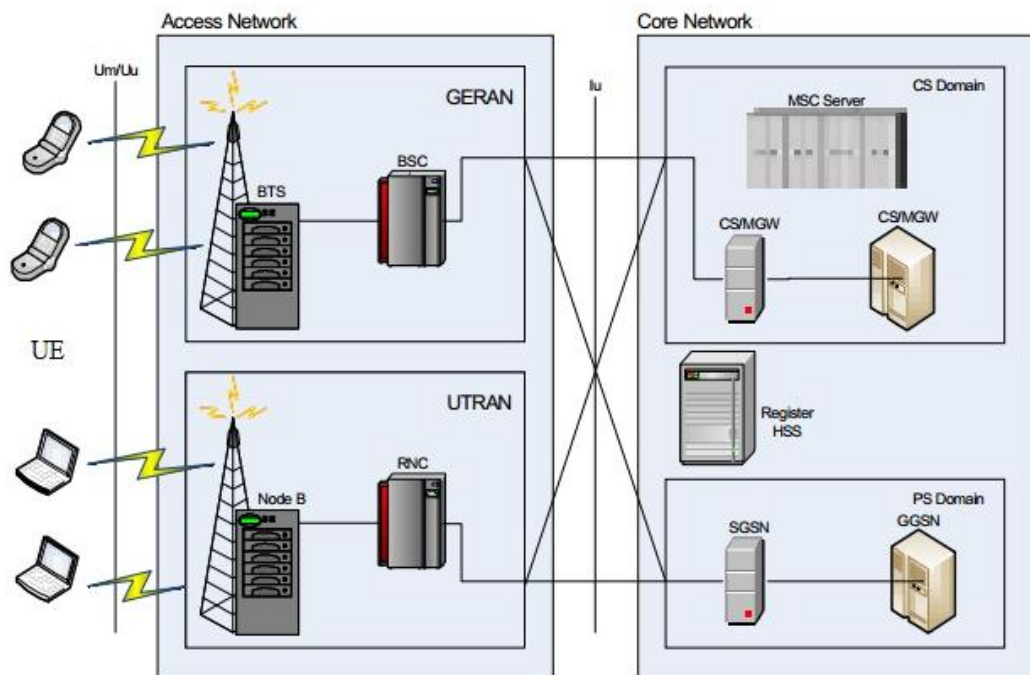 Access Network
Core Network
Um/Uu
Iu
GERAN
CS Domain
MSC Server
BSC
BTS
CS/MGW
CS/MGW
UE
UTRAN
Register
HSS
RNC
Node B
PS Domain
SGSN
GGSN